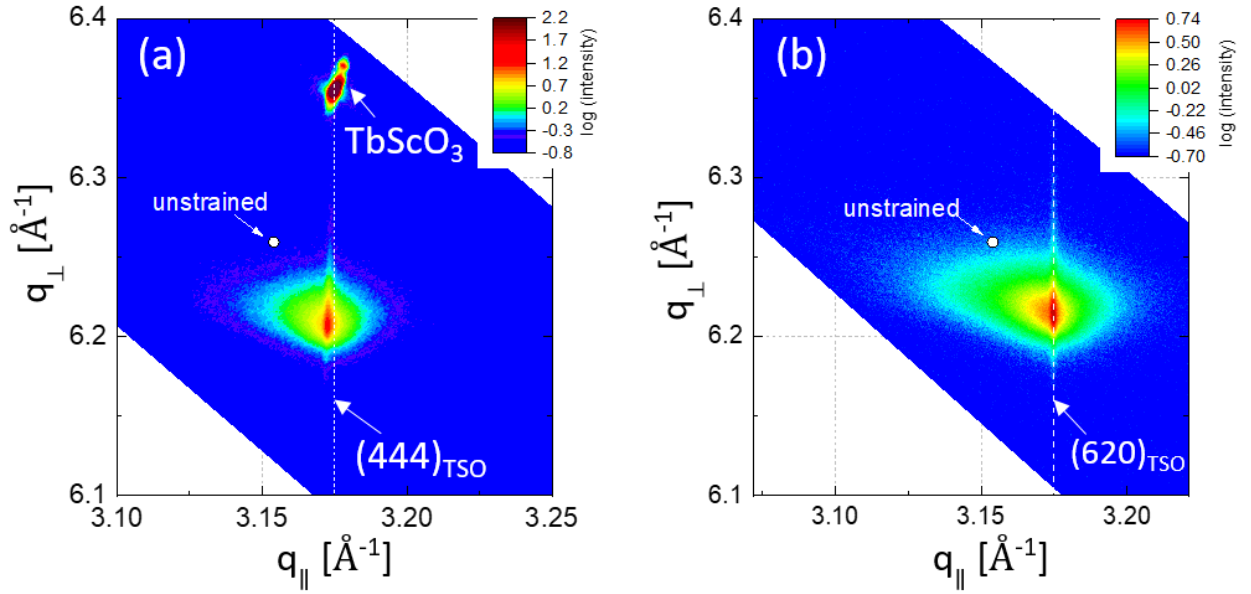 (a)
6.4
6.3
6.2
6.1
3.10
3.15
3.20
3.25
q⊥ [Å-1]
q|| [Å-1]
TbScO3
unstrained
(444)TSO
2.2
1.7
1.2
0.7
0.2
-0.3
-0.8
log (intensity)
(b)
6.4
6.3
6.2
6.1
3.10
3.15
3.20
q⊥ [Å-1]
q|| [Å-1]
unstrained
(620)TSO
0.74
0.50
0.26
0.02
-0.22
-0.46
-0.70
log (intensity)